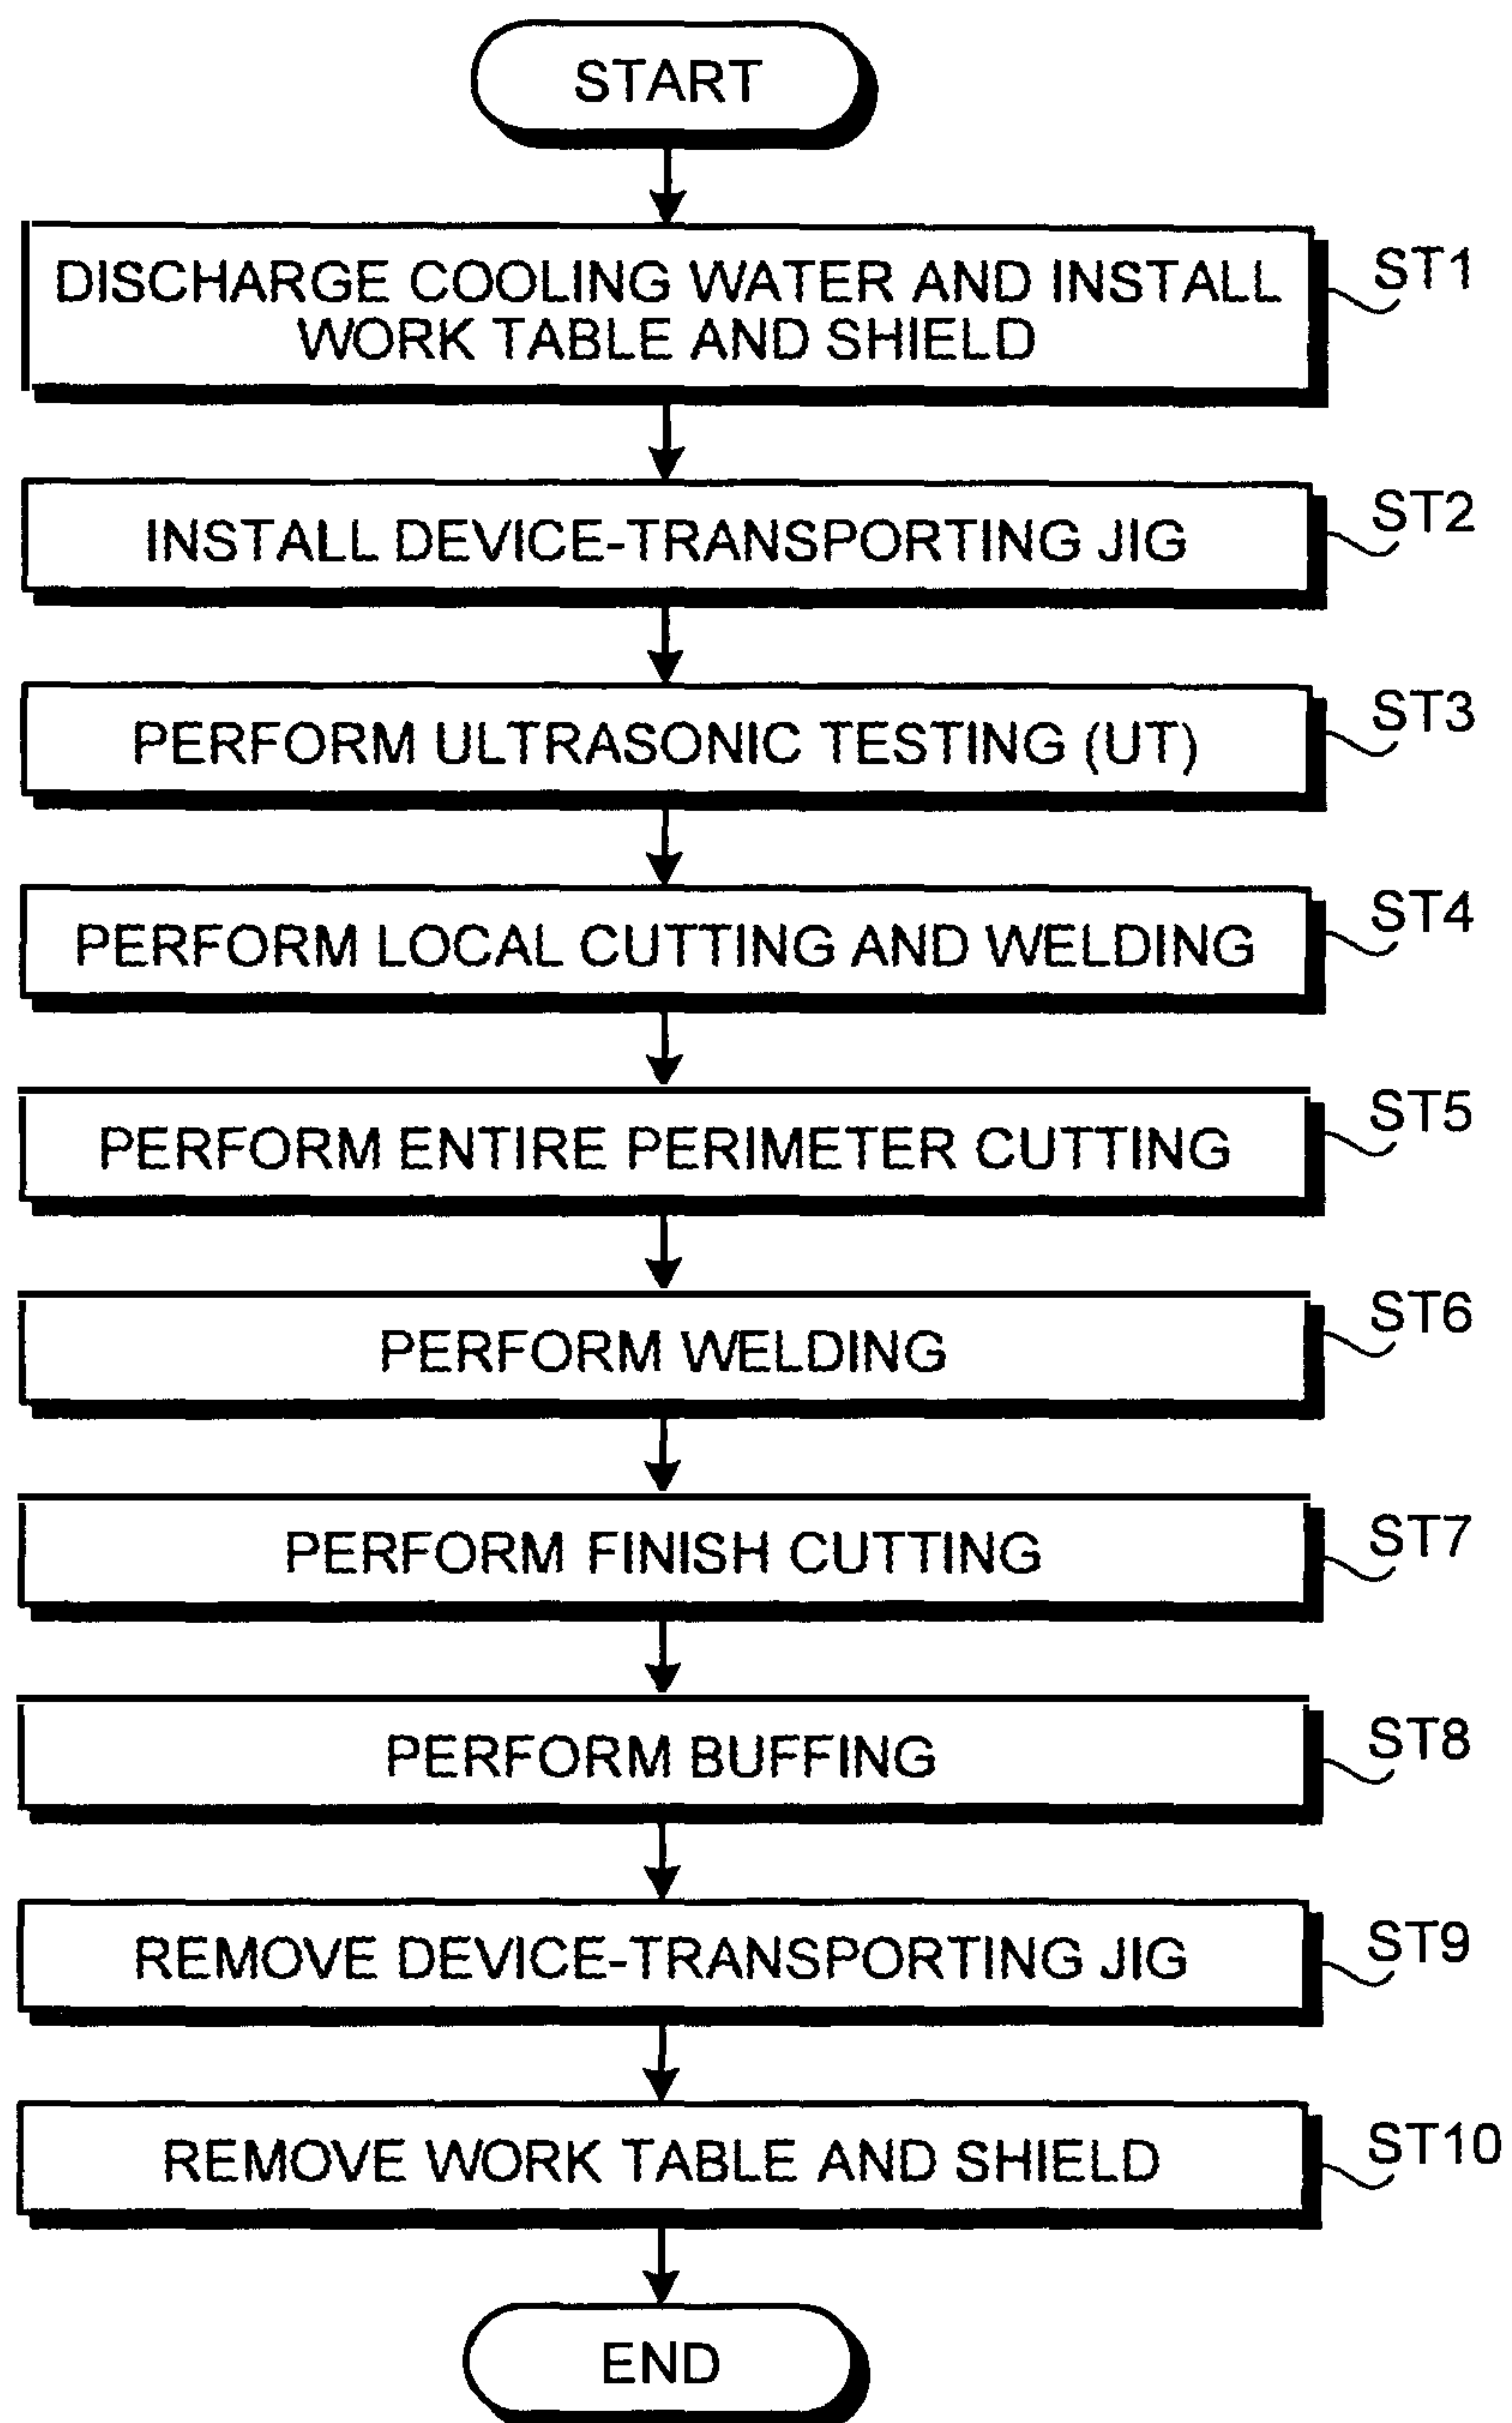 START
DISCHARGE COOLING WATER AND INSTALL
WORK TABLE AND SHIELD
ST1
INSTALL DEVICE-TRANSPORTING JIG
ST2
PERFORM ULTRASONIC TESTING (UT)
ST3
PERFORM LOCAL CUTTING AND WELDING
ST4
PERFORM ENTIRE PERIMETER CUTTING
ST5
PERFORM WELDING
ST6
PERFORM FINISH CUTTING
ST7
PERFORM BUFFING
ST8
REMOVE DEVICE-TRANSPORTING JIG
ST9
REMOVE WORK TABLE AND SHIELD
ST10
END